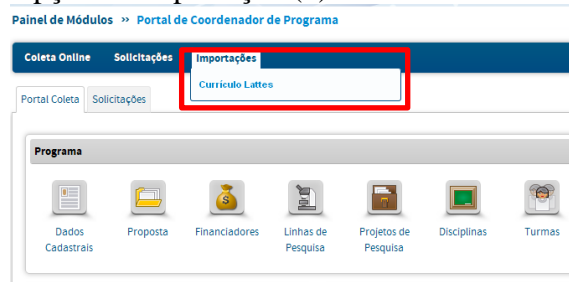 Painel de Módulos » Portal de Coordenador de Programa
Coleta Online Solicitações Importações
Currículo Lattes
Portal Coleta Solicitações
Programa
Dados Cadastrais
Proposta
Financiadores
Linhas de Pesquisa
Projetos de Pesquisa
Disciplinas
Turmas